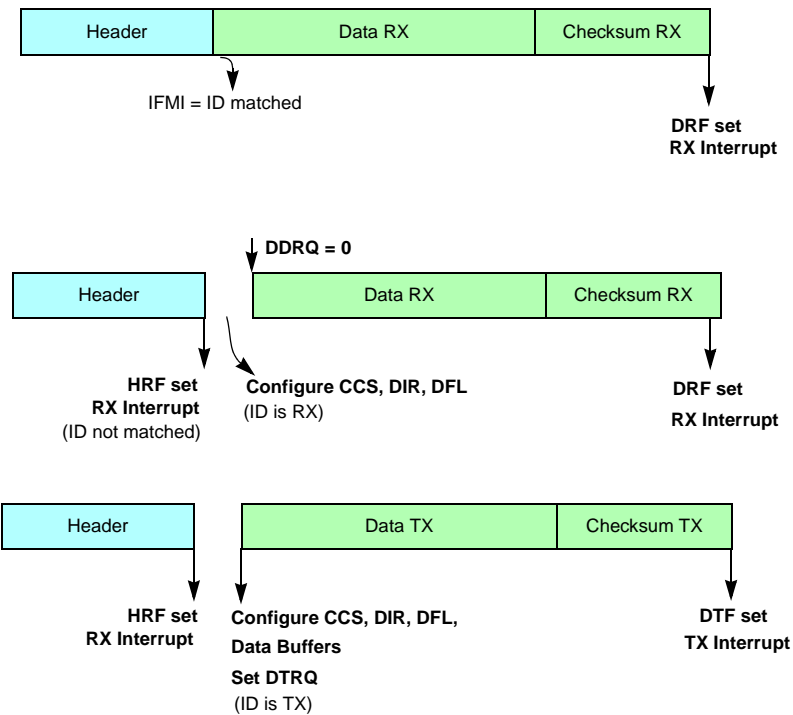 Header Data RX Checksum RX
IFMI = ID matched
DRF set
RX Interrupt
DDRQ = 0
Header Data RX Checksum RX
HRF set
RX Interrupt
(ID not matched)
Configure CCS, DIR, DFL
(ID is RX)
DRF set
RX Interrupt
Header Data TX Checksum TX
HRF set
RX Interrupt
Configure CCS, DIR, DFL,
Data Buffers
Set DTRQ
(ID is TX)
DTF set
TX Interrupt